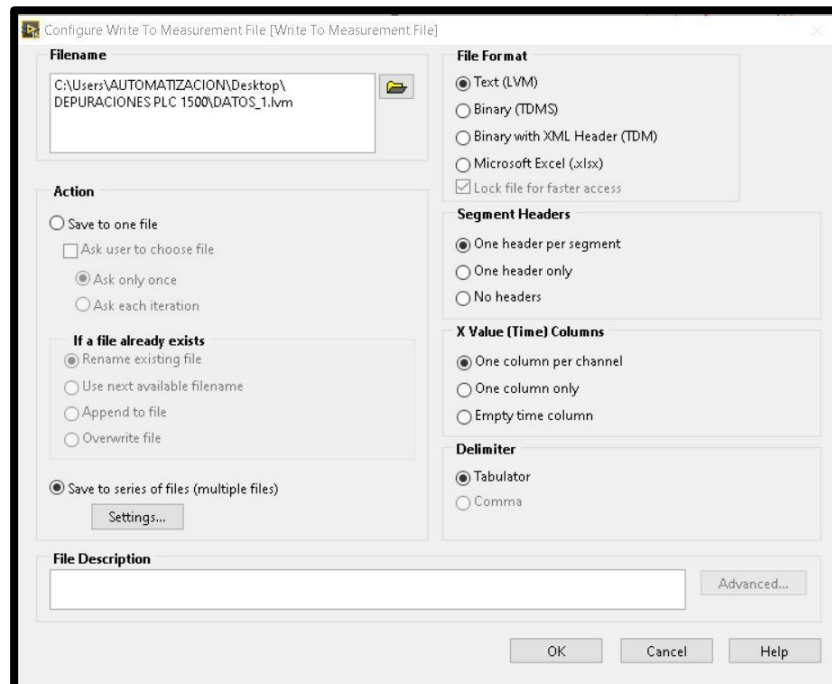 Configure Write To Measurement File [Write To Measurement File]
Filename
C:\Users\AUTOMATIZACION\Desktop\
DEPURACIONES PLC 1500\DATOS_1.lvm
Action
Save to one file
Ask user to choose file
Ask only once
Ask each iteration
If a file already exists
Rename existing file
Use next available filename
Append to file
Overwrite file
Save to series of files (multiple files)
Settings...
File Format
Text (LVM)
Binary (TDMS)
Binary with XML Header (TDM)
Microsoft Excel (.xlsx)
Lock file for faster access
Segment Headers
One header per segment
One header only
No headers
X Value (Time) Columns
One column per channel
One column only
Empty time column
Delimiter
Tabulator
Comma
File Description
Advanced...
OK
Cancel
Help